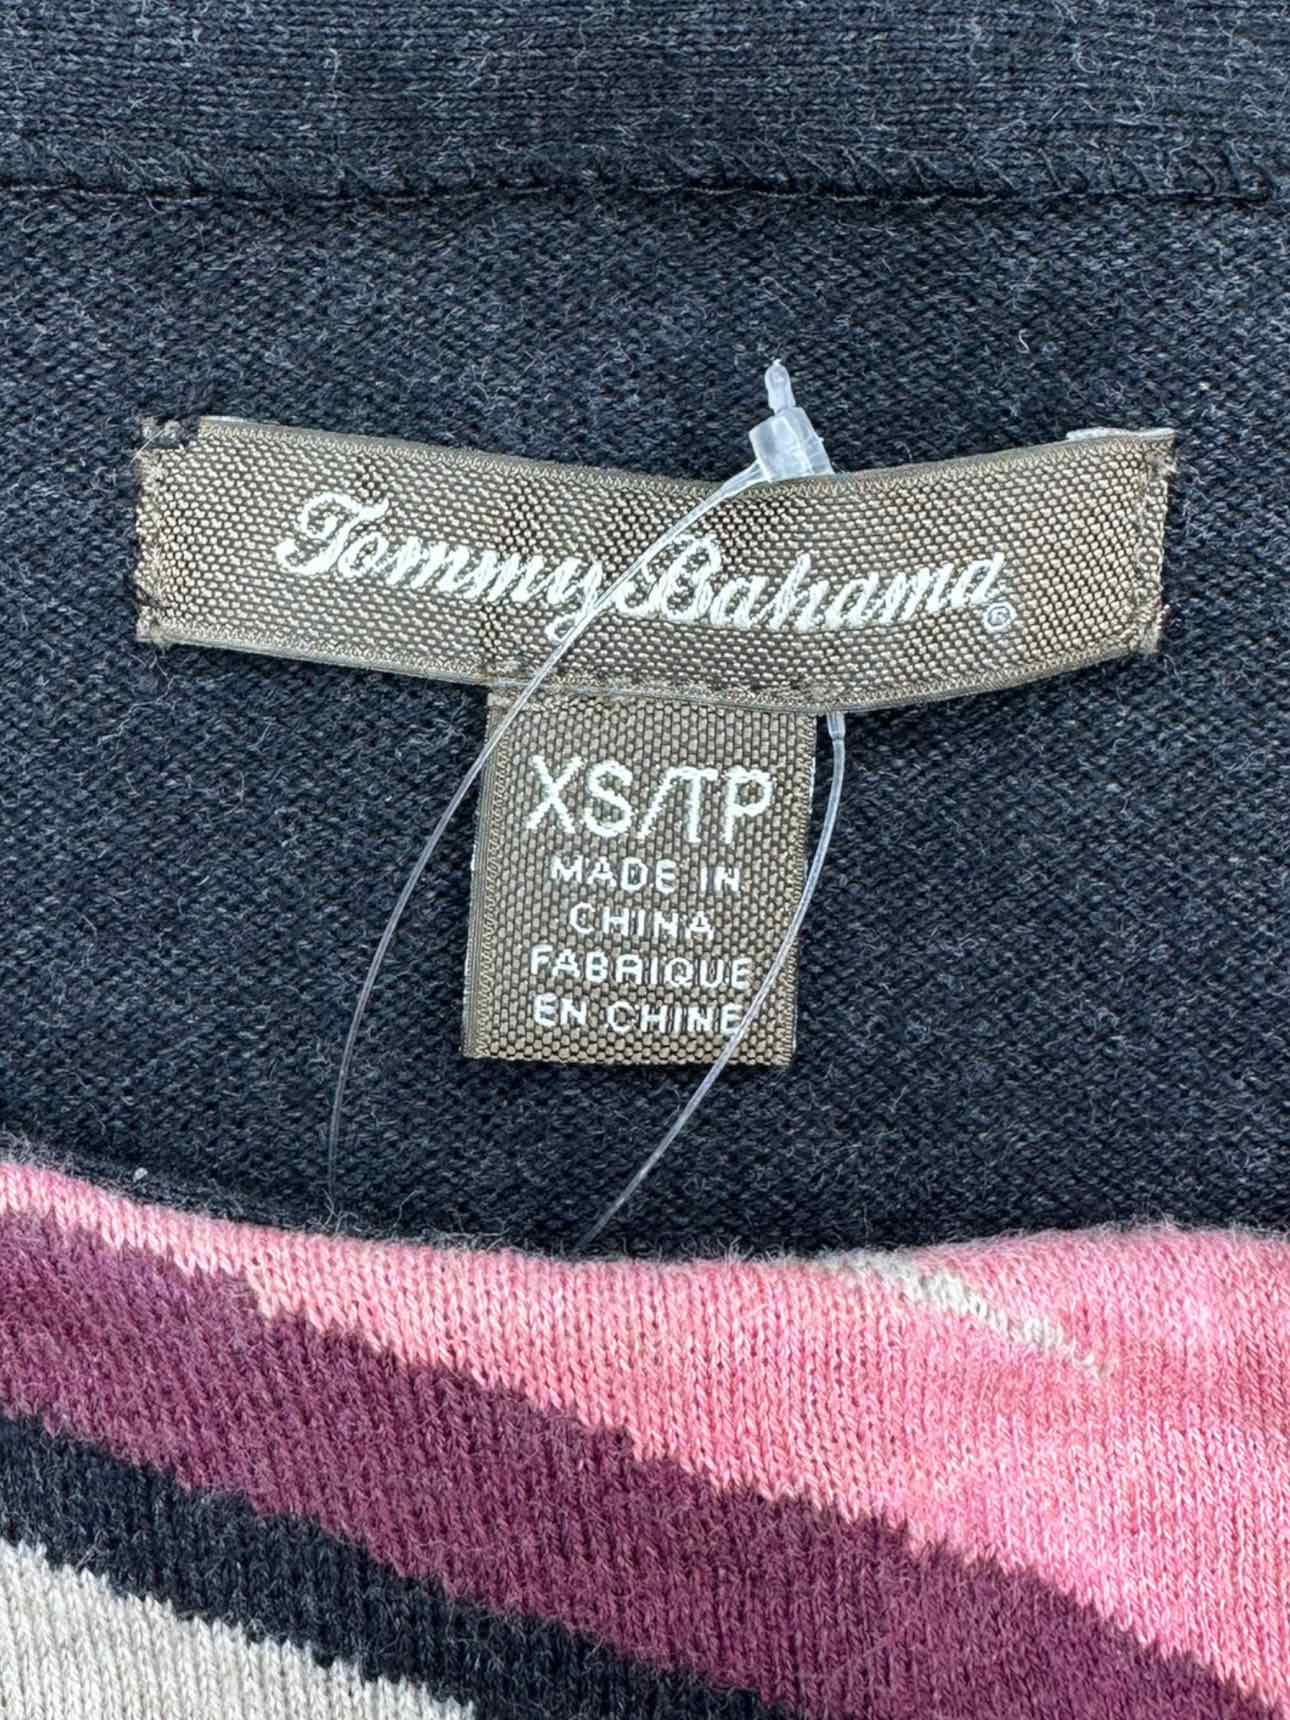 Tommy Bahama®
XS/TP
MADE IN
CHINA
FABRIQUE
EN CHINE